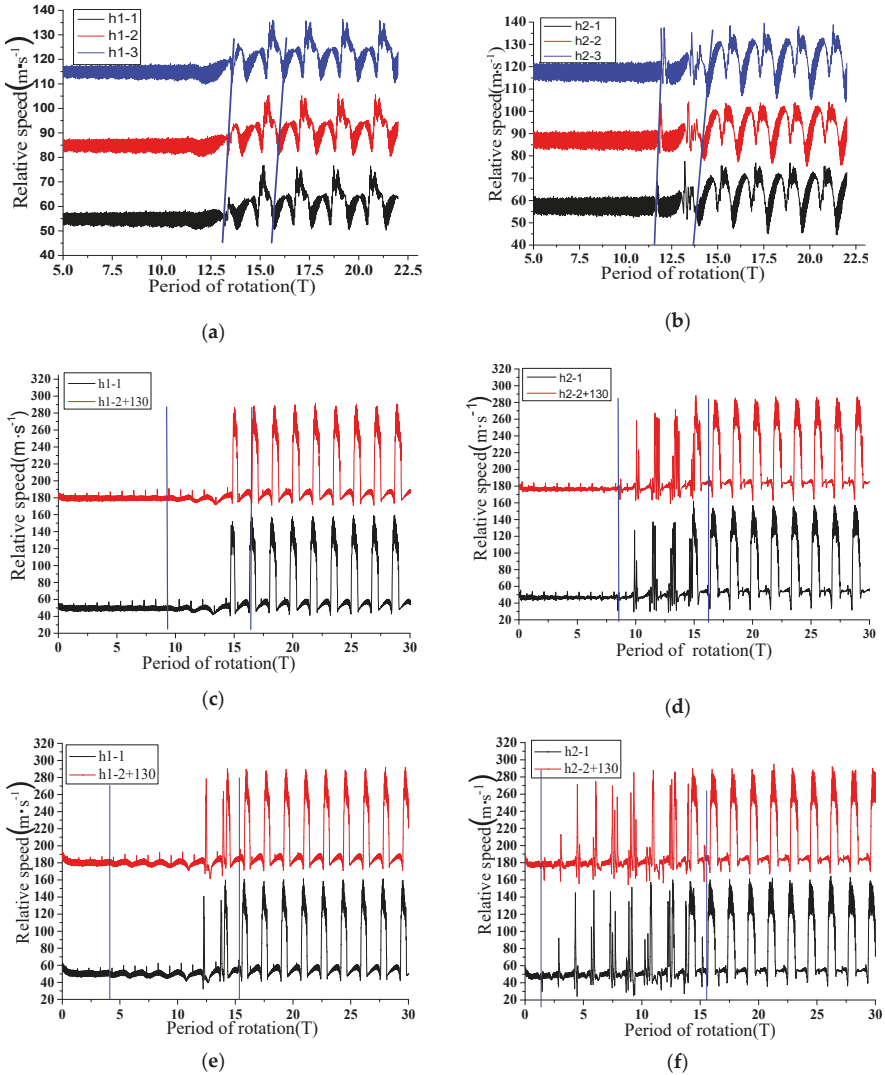 h1-1
h1-2
h1-3
140
130
120
110
100
90
80
70
60
50
40
Relative speed(m•s⁻¹)
5.0 7.5 10.0 12.5 15.0 17.5 20.0 22.5
Period of rotation(T)
(a)
h2-1
h2-2
h2-3
140
130
120
110
100
90
80
70
60
50
40
Relative speed(m·s⁻¹)
5.0 7.5 10.0 12.5 15.0 17.5 20.0 22.5
Period of rotation(T)
(b)
h1-1
h1-2+130
320
300
280
260
240
220
200
180
160
140
120
100
80
60
40
20
Relative speed(m·s⁻¹)
0 5 10 15 20 25 30
Period of rotation(T)
(c)
h2-1
h2-2+130
320
300
280
260
240
220
200
180
160
140
120
100
80
60
40
20
Relative speed(m·s⁻¹)
0 5 10 15 20 25 30
Period of rotation(T)
(d)
h1-1
h1-2+130
320
300
280
260
240
220
200
180
160
140
120
100
80
60
40
20
Relative speed(m·s⁻¹)
0 5 10 15 20 25 30
Period of rotation(T)
(e)
h2-1
h2-2+130
320
300
280
260
240
220
200
180
160
140
120
100
80
60
40
20
Relative speed(m·s⁻¹)
0 5 10 15 20 25 30
Period of rotation(T)
(f)